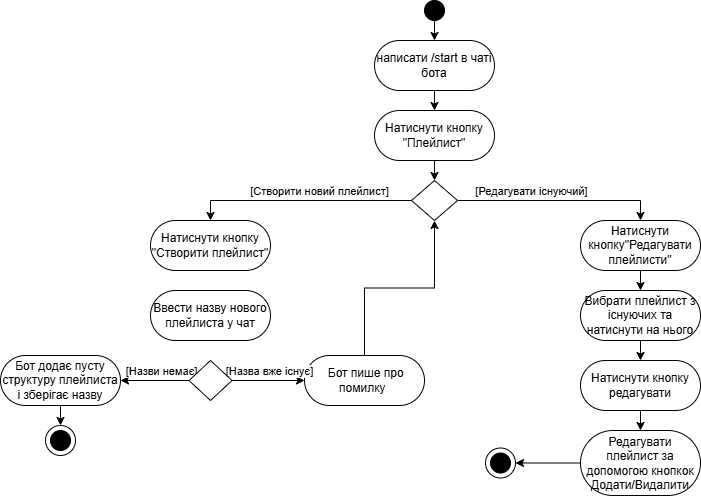 написати /start в чаті
бота
Натиснути кнопку
"Плейлист"
[Створити новий плейлист]
[Редагувати існуючий]
Натиснути кнопку
"Створити плейлист"
Натиснути
кнопку"Редагувати
плейлисти"
Ввести назву нового
плейлиста у чат
Вибрати плейлист з
існуючих та
натиснути на нього
Бот додає пусту
структуру плейлиста
і зберігає назву
[Назви немає]
[Назва вже існує]
Бот пише про
помилку
Натиснути кнопку
редагувати
Редагувати
плейлист за
допомогою кнопкок
Додати/Видалити